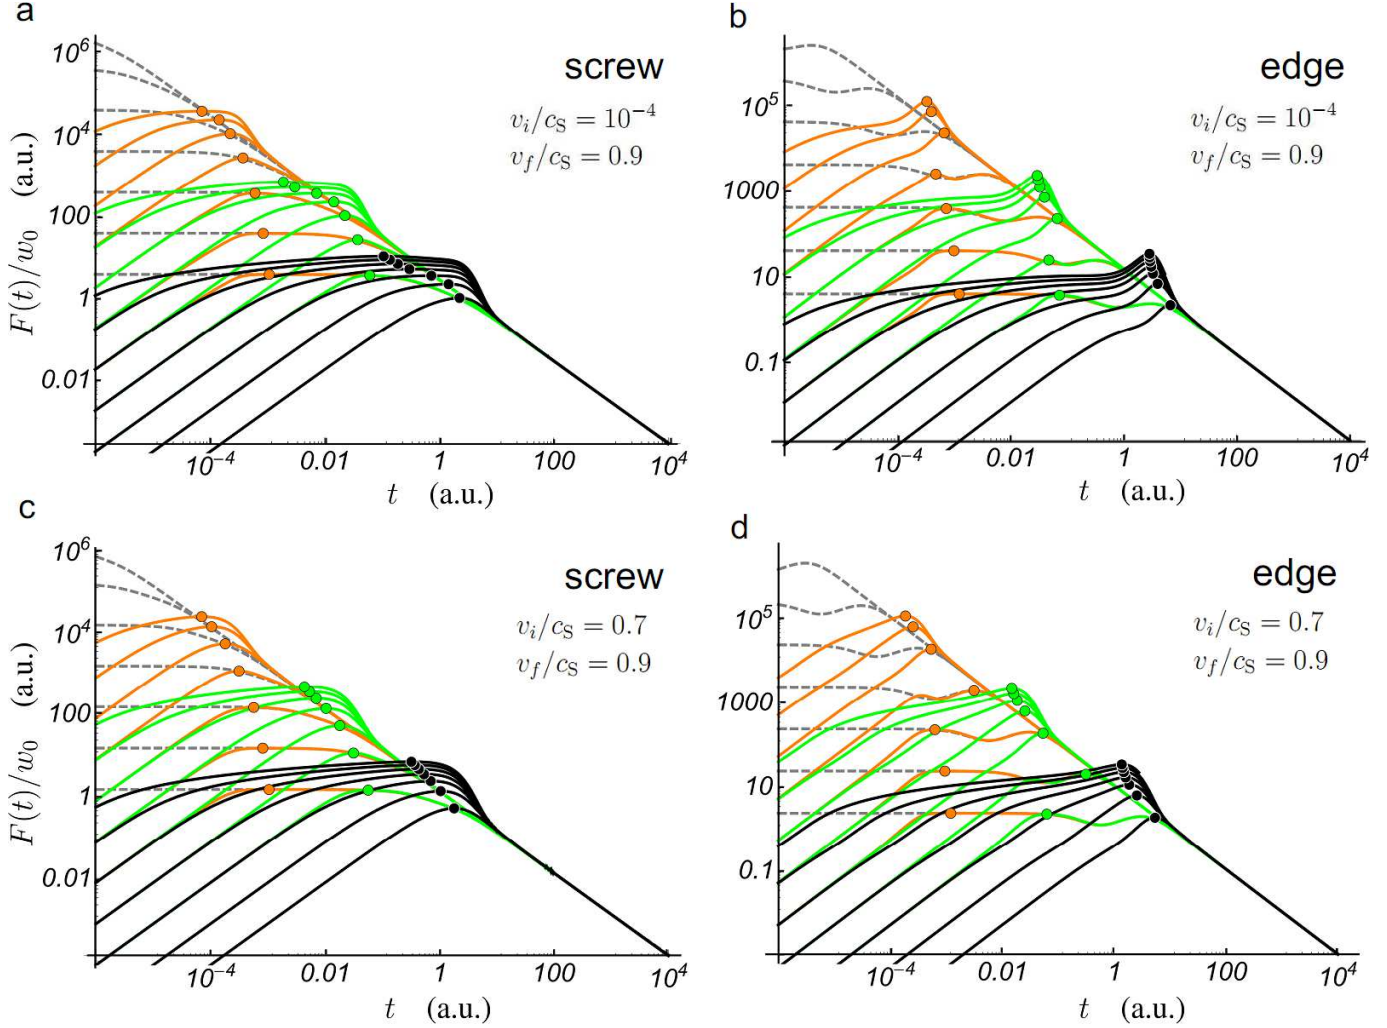 a
screw
v_i/c_S = 10^{-4}
v_f/c_S = 0.9
F(t)/w_0 (a.u.)
10^6
10^4
100
1
0.01
10^{-4} 0.01 1 100 10^4
t (a.u.)
b
edge
v_i/c_S = 10^{-4}
v_f/c_S = 0.9
10^5
1000
10
0.1
10^{-4} 0.01 1 100 10^4
t (a.u.)
c
screw
v_i/c_S = 0.7
v_f/c_S = 0.9
F(t)/w_0 (a.u.)
10^6
10^4
100
1
0.01
10^{-4} 0.01 1 100 10^4
t (a.u.)
d
edge
v_i/c_S = 0.7
v_f/c_S = 0.9
10^5
1000
10
0.1
10^{-4} 0.01 1 100 10^4
t (a.u.)